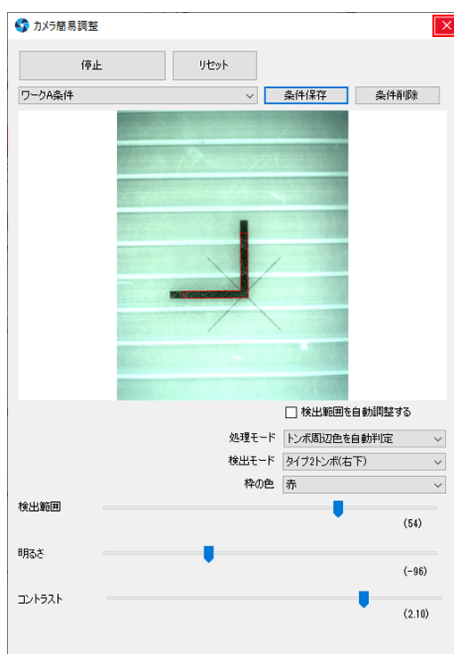 カメラ簡易調整
停止
リセット
ワークA条件
条件保存
条件削除
検出範囲を自動調整する
処理モード
トンボ周辺色を自動判定
検出モード
タイプ2トンボ(右下)
枠の色
赤
検出範囲
(54)
明るさ
(-96)
コントラスト
(2.10)